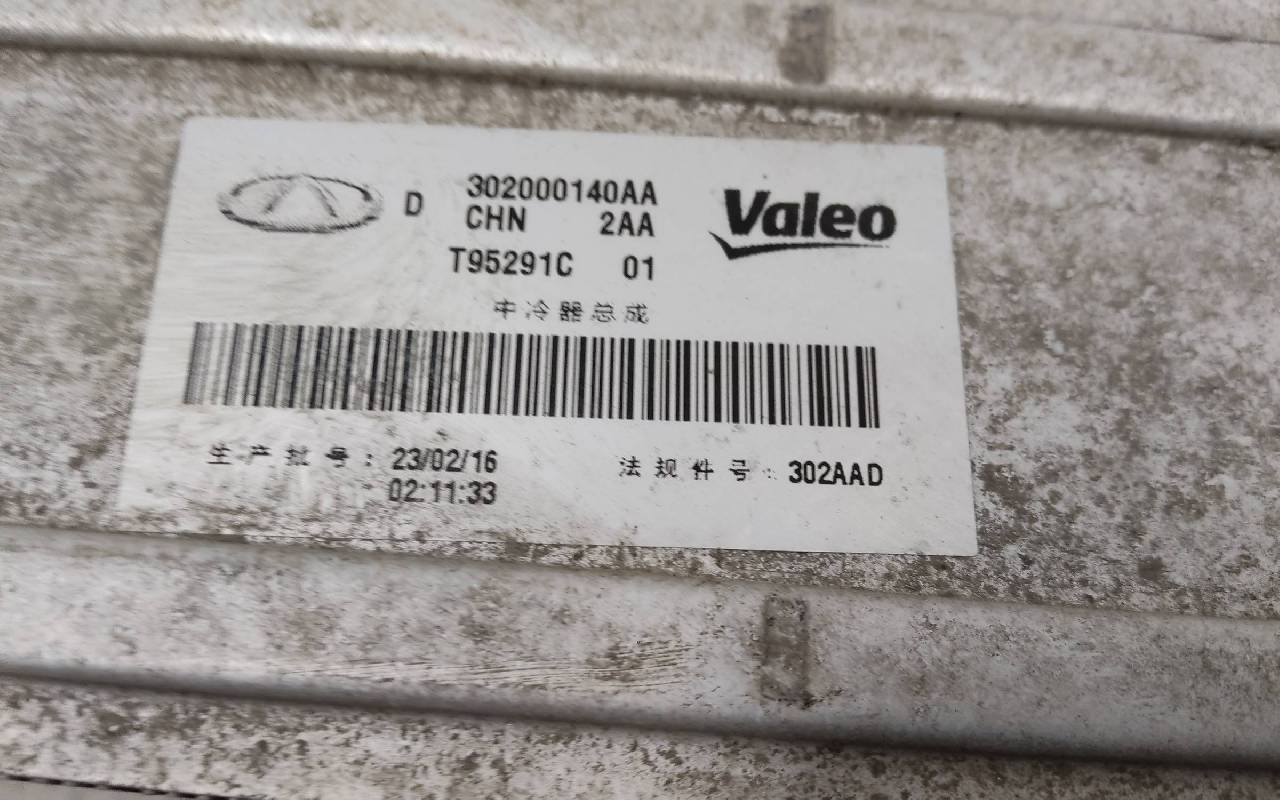 D 302000140AA
CHN 2AA
Valeo
T95291C 01
中冷器总成
生产批号: 23/02/16
02:11:33
法规件号: 302AAD